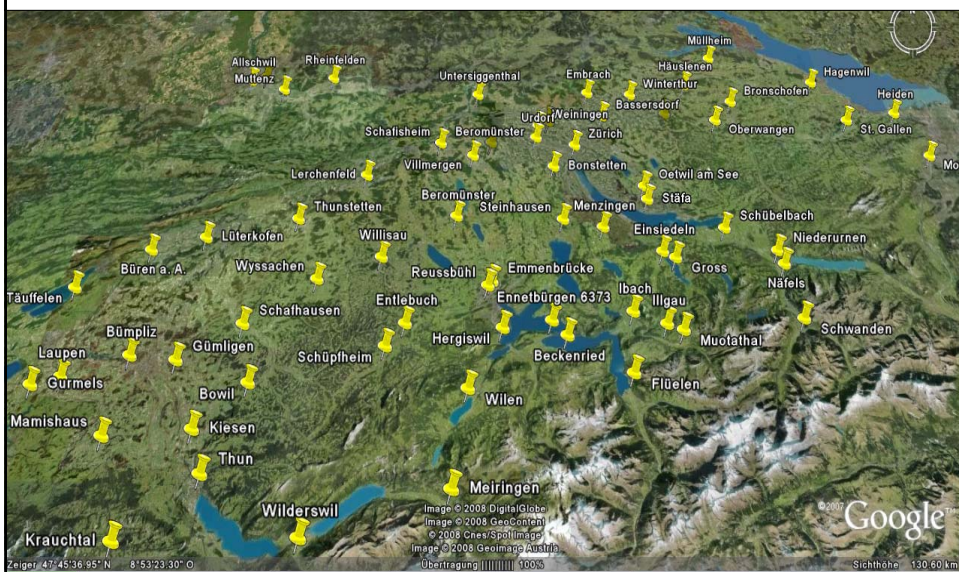 Müllheim
Allschwil
Rheinfelden
Häuslenen
Muttenz
Untersiggenthal
Embrach
Winterthur
Hagenwil
Bronschofen
Heiden
Bassersdorf
Urdorf
Weiningen
Schafisheim
Beromünster
Zürich
Oberwangen
St. Gallen
Villmergen
Bonstetten
Mo
Lerchenfeld
Oetwil am See
Beromünster
Stäfa
Thunstetten
Steinhausen
Menzingen
Schübelbach
Lüterkofen
Willisau
Einsiedeln
Niederurnen
Büren a. A.
Wyssachen
Reussbühl
Emmenbrücke
Gross
Näfels
Täuffelen
Entlebuch
Ennetbürgen 6373
Ibach
Illgau
Schafhausen
Schwanden
Bümpliz
Hergiswil
Muotathal
Laupen
Gümligen
Schüpfheim
Beckenried
Gurmels
Flüelen
Bowil
Wilen
Mamishaus
Kiesen
Thun
Meiringen
Wilderswil
Image © 2008 DigitalGlobe
Image © 2008 GeoContent
© 2008 Cnes/Spot Image
Image © 2008 Geoimage Austria
©2007 Google™
Krauchtal
Zeiger 47°45'36.95" N 8°53'23.30" O
Übertragung |||||||||| 100%
Sichthöhe 130.60 km